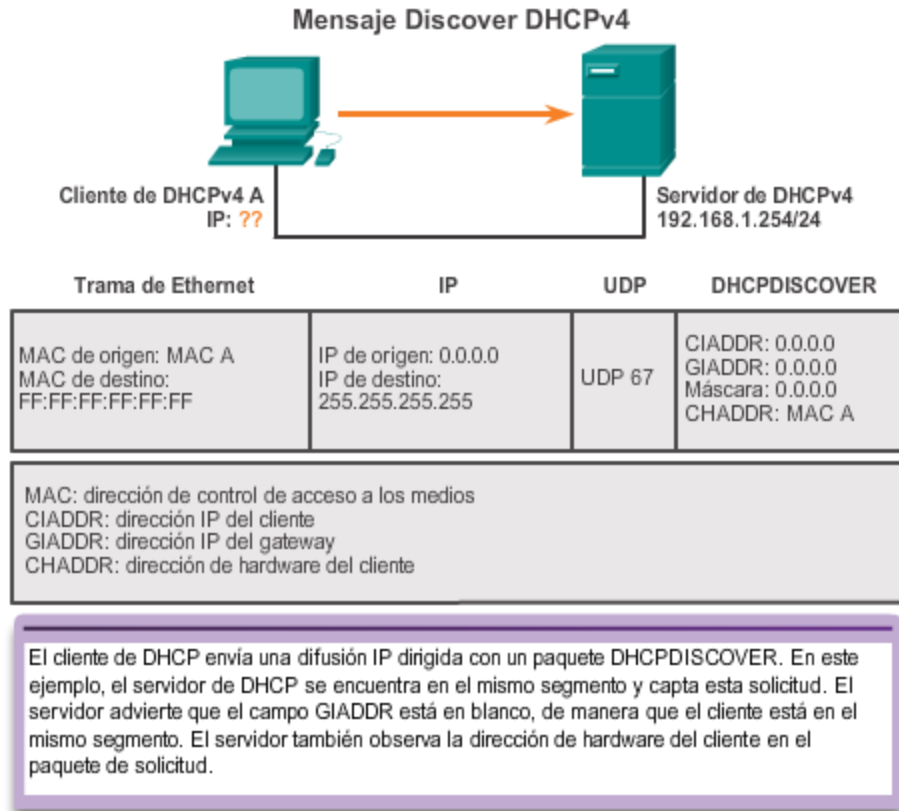 Mensaje Discover DHCPv4
Cliente de DHCPv4 A
IP: ??
Servidor de DHCPv4
192.168.1.254/24
Trama de Ethernet
IP
UDP
DHCPDISCOVER
MAC de origen: MAC A
MAC de destino:
FF:FF:FF:FF:FF:FF
IP de origen: 0.0.0.0
IP de destino:
255.255.255.255
UDP 67
CIADDR: 0.0.0.0
GIADDR: 0.0.0.0
Máscara: 0.0.0.0
CHADDR: MAC A
MAC: dirección de control de acceso a los medios
CIADDR: dirección IP del cliente
GIADDR: dirección IP del gateway
CHADDR: dirección de hardware del cliente
El cliente de DHCP envía una difusión IP dirigida con un paquete DHCPDISCOVER. En este
ejemplo, el servidor de DHCP se encuentra en el mismo segmento y capta esta solicitud. El
servidor advierte que el campo GIADDR está en blanco, de manera que el cliente está en el
mismo segmento. El servidor también observa la dirección de hardware del cliente en el
paquete de solicitud.